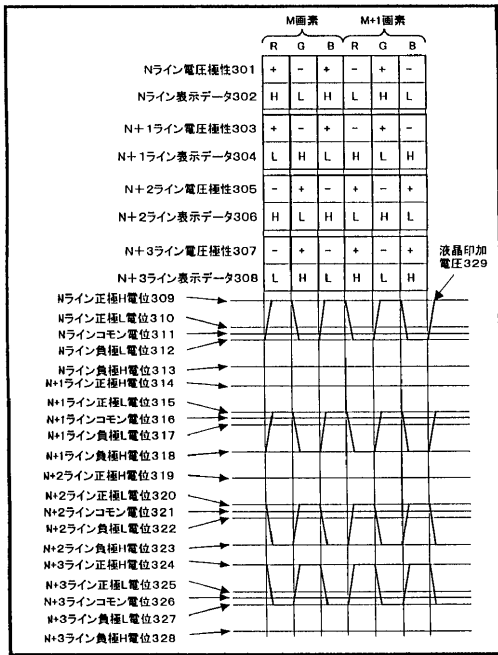 M画素 M+1画素
R G B R G B
Nライン電圧極性301 + - + - + -
Nライン表示データ302 H L H L H L
N+1ライン電圧極性303 + - + - + -
N+1ライン表示データ304 L H L H L H
N+2ライン電圧極性305 - + - + - +
N+2ライン表示データ306 H L H L H L
N+3ライン電圧極性307 - + - + - +
N+3ライン表示データ308 L H L H L H
液晶印加
電圧329
Nライン正極H電位309
Nライン正極L電位310
Nラインコモン電位311
Nライン負極L電位312
Nライン負極H電位313
N+1ライン正極H電位314
N+1ライン正極L電位315
N+1ラインコモン電位316
N+1ライン負極L電位317
N+1ライン負極H電位318
N+2ライン正極H電位319
N+2ライン正極L電位320
N+2ラインコモン電位321
N+2ライン負極L電位322
N+2ライン負極H電位323
N+3ライン正極H電位324
N+3ライン正極L電位325
N+3ラインコモン電位326
N+3ライン負極L電位327
N+3ライン負極H電位328